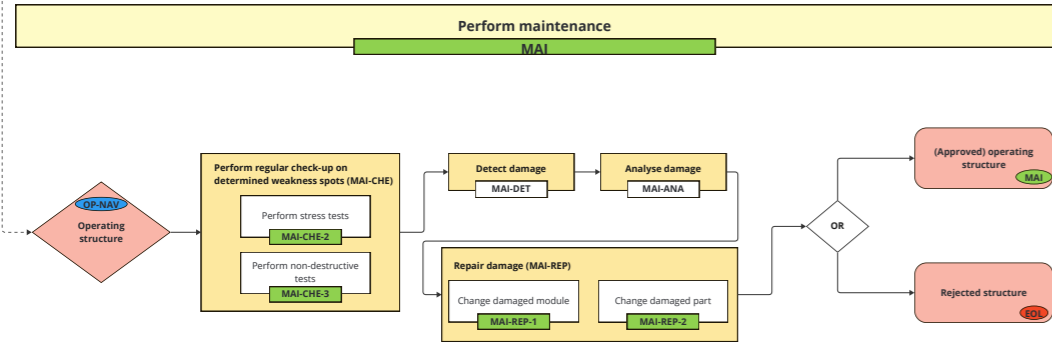 Perform maintenance
MAI
OP-NAV
Operating
structure
Perform regular check-up on
determined weakness spots (MAI-CHE)
Perform stress tests
MAI-CHE-2
Perform non-destructive
tests
MAI-CHE-3
Detect damage
MAI-DET
Analyse damage
MAI-ANA
Repair damage (MAI-REP)
Change damaged module
MAI-REP-1
Change damaged part
MAI-REP-2
OR
(Approved) operating
structure
MAI
Rejected structure
EOL